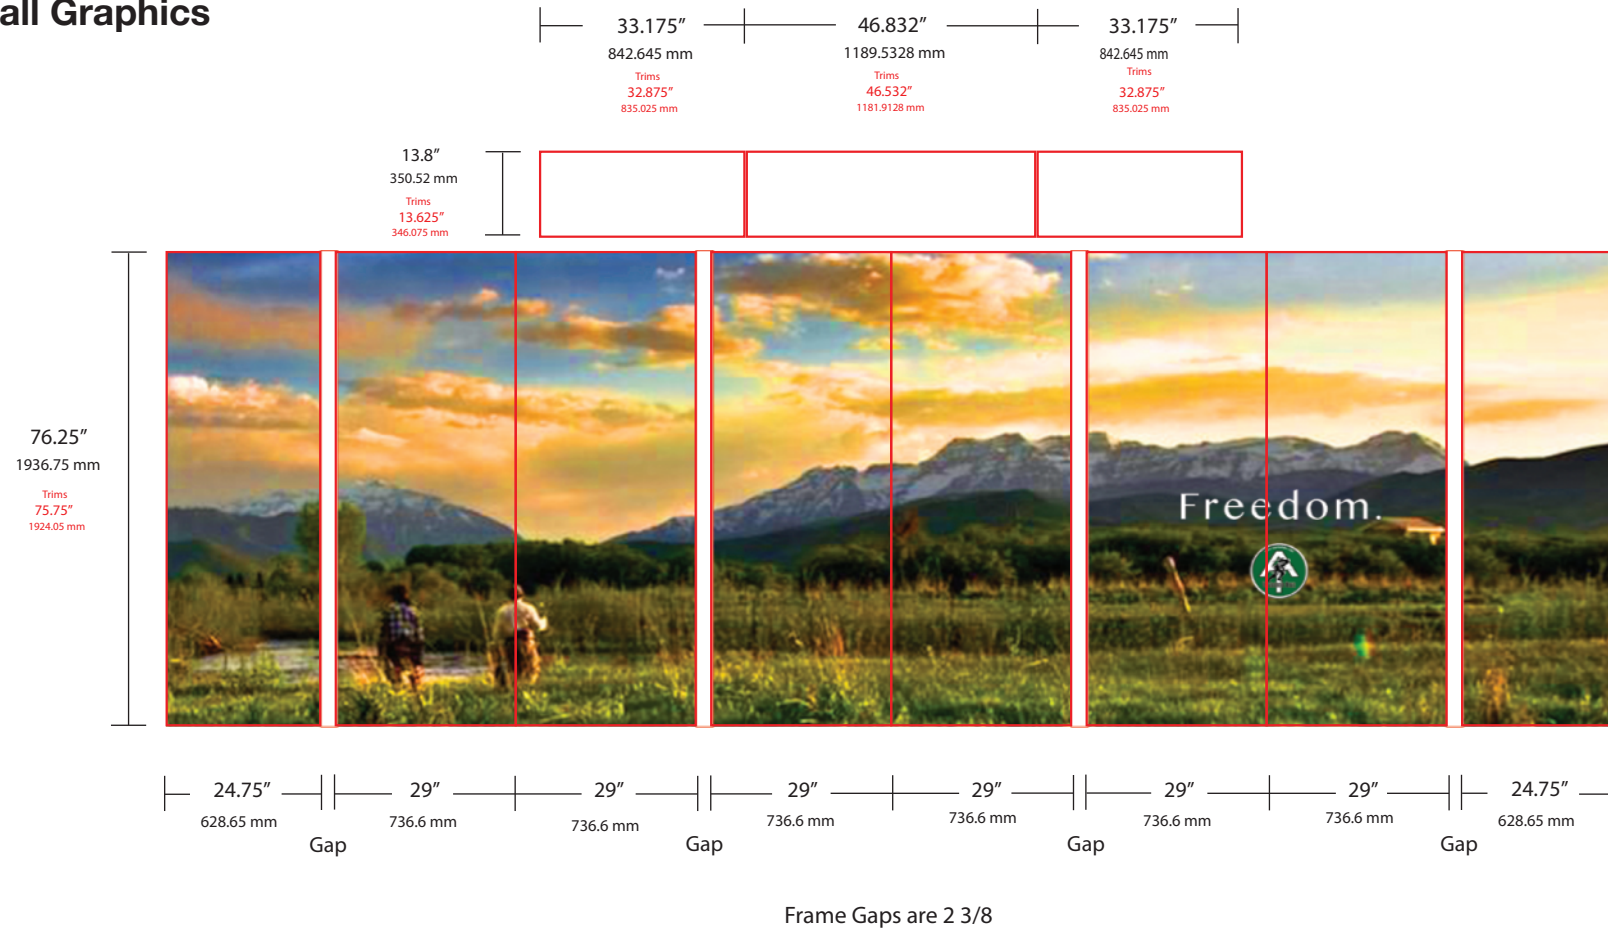 all Graphics
33.175”
46.832”
33.175”
842.645 mm
1189.5328 mm
842.645 mm
Trims
Trims
Trims
32.875”
46.532”
32.875”
835.025 mm
1181.9128 mm
835.025 mm
13.8”
350.52 mm
Trims
13.625”
346.075 mm
76.25”
1936.75 mm
Trims
75.75”
1924.05 mm
Freedom.
24.75”
29”
29”
29”
29”
29”
29”
24.75”
628.65 mm
736.6 mm
736.6 mm
736.6 mm
736.6 mm
736.6 mm
736.6 mm
628.65 mm
Gap
Gap
Gap
Gap
Frame Gaps are 2 3/8